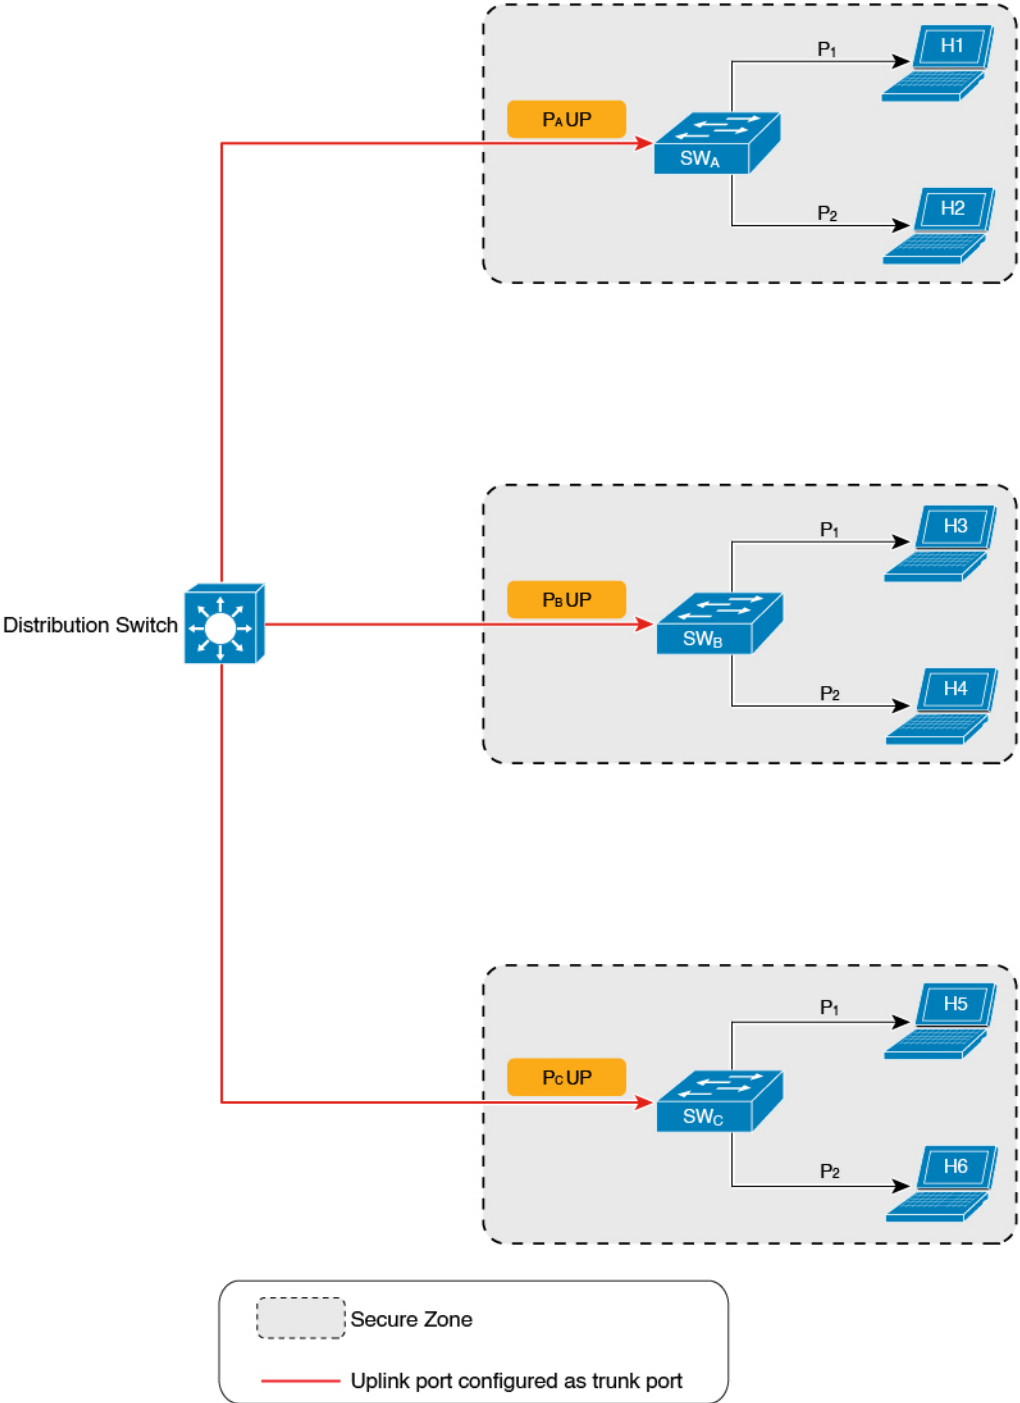 P1
H1
PA UP
SWA
P2
H2
P1
H3
Distribution Switch
PB UP
SWB
P2
H4
P1
H5
PC UP
SWC
P2
H6
Secure Zone
Uplink port configured as trunk port